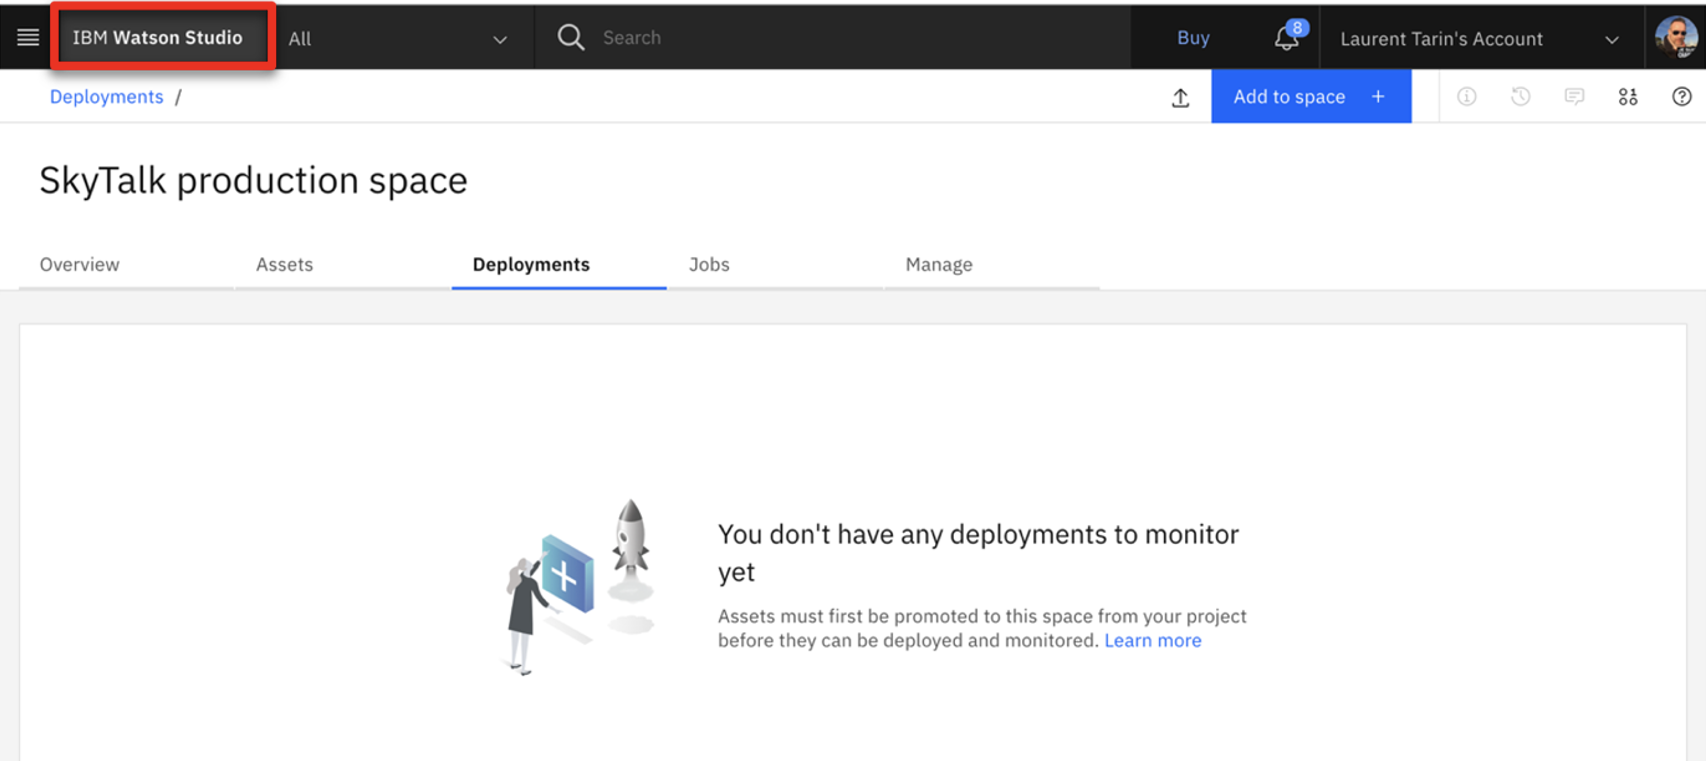 IBM Watson Studio
All
Search
Buy
8
Laurent Tarin's Account
Deployments /
Add to space +
SkyTalk production space
Overview
Assets
Deployments
Jobs
Manage
You don't have any deployments to monitor
yet
Assets must first be promoted to this space from your project
before they can be deployed and monitored. Learn more